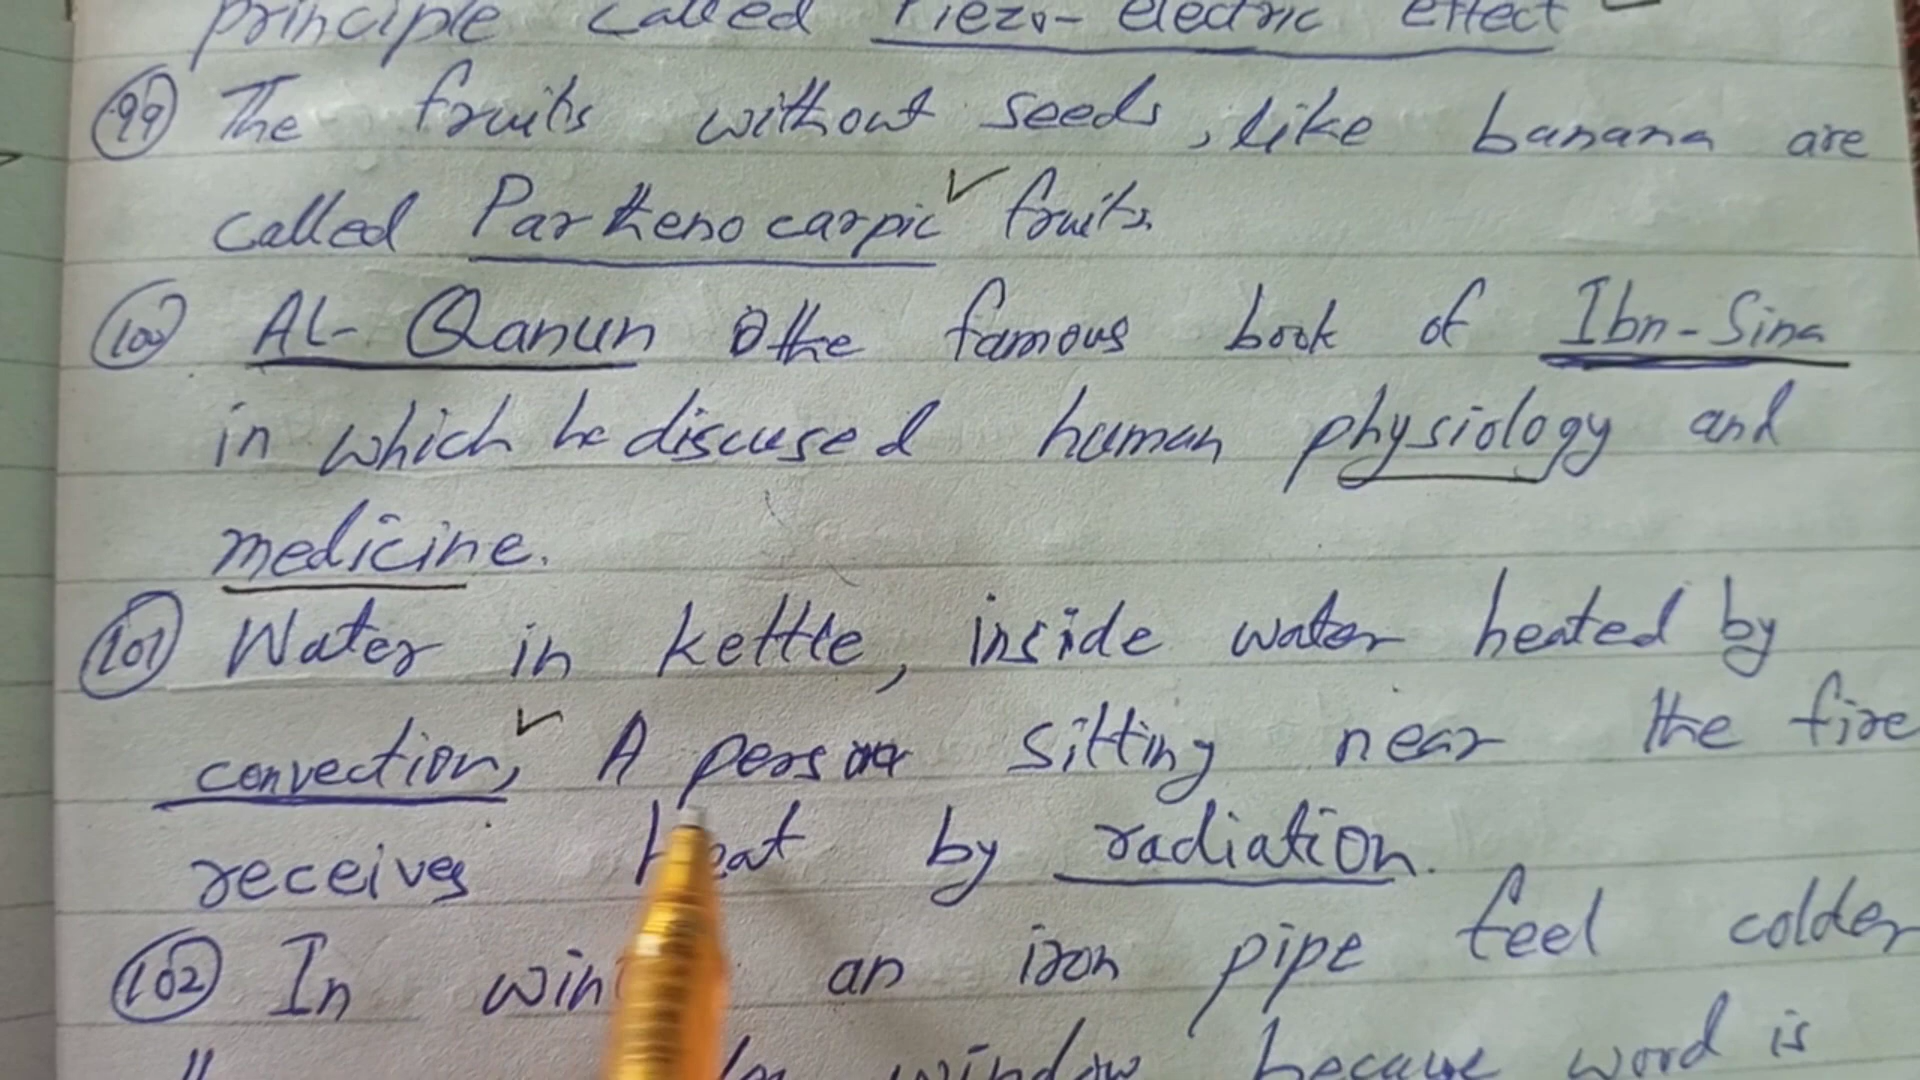 principle called Piezo-electric effect
99 The fruits without seeds, like banana are
called Parthenocarpic ✓ fruits.
100 AL-Qanun the famous book of Ibn-Sina
in which he discused human physiology and
medicine.
101 Water in kettle, inside water heated by
convection, ✓ A person sitting near the fire
receives heat by radiation.
102 In an iron pipe feel colder
" window because word is